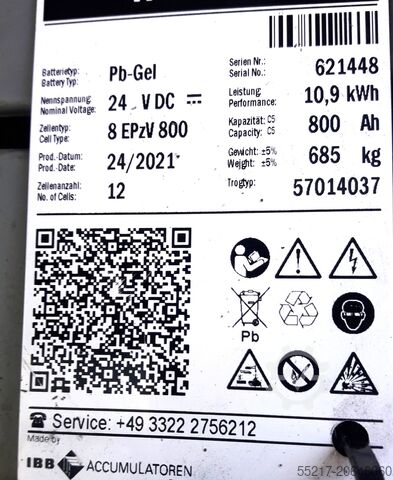 Batterietyp: Battery Type: Pb-Gel
Serien Nr.: Serial No.: 621448
Nennspannung: Nominal Voltage: 24 V DC
Leistung: Performance: 10,9 kWh
Zellentyp: Cell Type: 8 EPzV 800
Kapazität: C5 Capacity: C5 800 Ah
Prod.-Datum: Prod.-Date: 24/2021
Gewicht: ±5% Weight: ±5% 685 kg
Zellenanzahl: No. of Cells: 12
Trogtyp: 57014037
Pb
Service: +49 3322 2756212
Made by
IBB ACCUMULATOREN